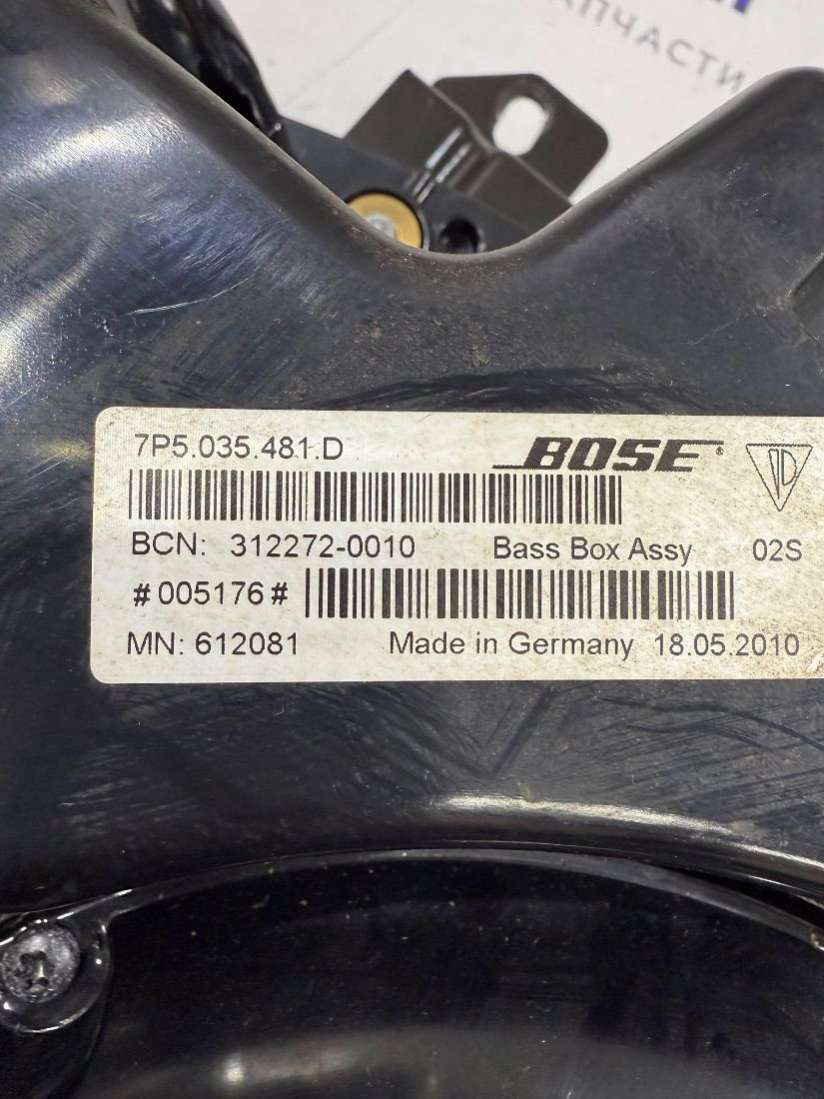 АПЧАСТИ
7P5.035.481.D
BOSE
BCN: 312272-0010 Bass Box Assy 02S
#005176#
MN: 612081 Made in Germany 18.05.2010